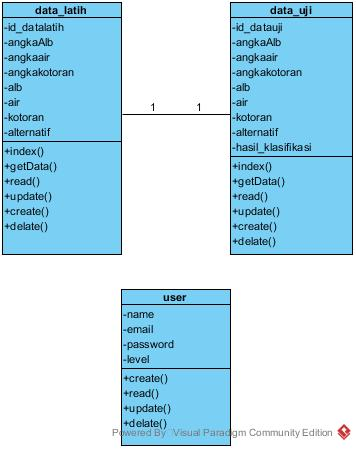 data_latih
-id_datalatih
-angkaAlb
-angkaair
-angkakotoran
-alb
-air
-kotoran
-alternatif
+index()
+getData()
+read()
+update()
+create()
+delate()
1 1
data_uji
-id_datauji
-angkaAlb
-angkaair
-angkakotoran
-alb
-air
-kotoran
-alternatif
-hasil_klasifikasi
+index()
+getData()
+read()
+update()
+create()
+delate()
user
-name
-email
-password
-level
+create()
+read()
+update()
+delate()
Powered By Visual Paradigm Community Edition